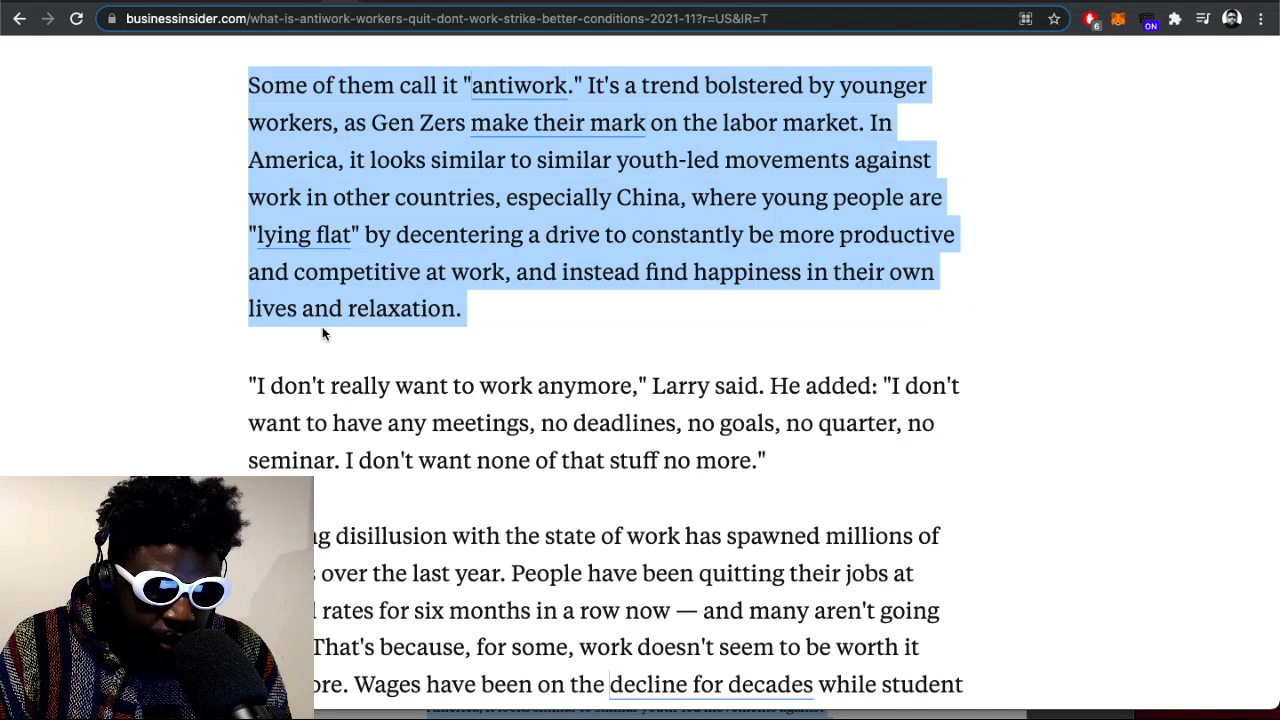 businessinsider.com/what-is-antiwork-workers-quit-dont-work-strike-better-conditions-2021-11?r=US&IR=T
6
ON
Some of them call it "antiwork." It's a trend bolstered by younger
workers, as Gen Zers make their mark on the labor market. In
America, it looks similar to similar youth-led movements against
work in other countries, especially China, where young people are
"lying flat" by decentering a drive to constantly be more productive
and competitive at work, and instead find happiness in their own
lives and relaxation.
"I don't really want to work anymore," Larry said. He added: "I don't
want to have any meetings, no deadlines, no goals, no quarter, no
seminar. I don't want none of that stuff no more."
disillusion with the state of work has spawned millions of
over the last year. People have been quitting their jobs at
rates for six months in a row now — and many aren't going
That's because, for some, work doesn't seem to be worth it
Wages have been on the decline for decades while student